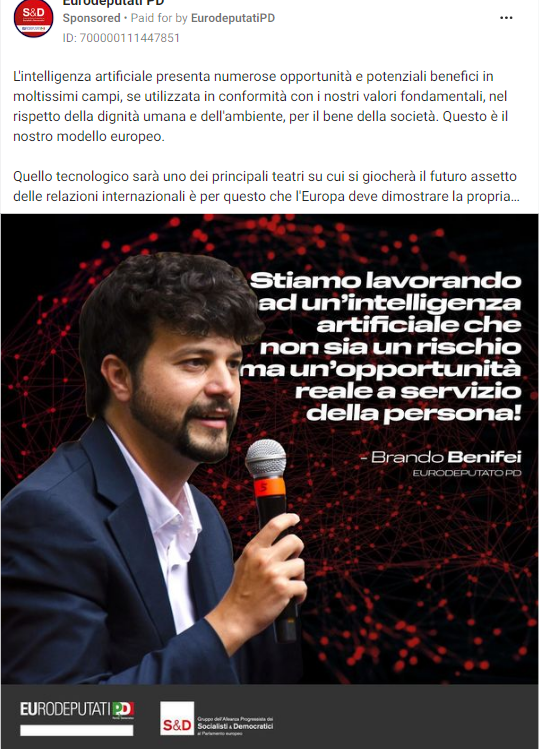 Eurodeputati PD
Sponsored • Paid for by EurodeputatiPD
ID: 700000111447851
L'intelligenza artificiale presenta numerose opportunità e potenziali benefici in
moltissimi campi, se utilizzata in conformità con i nostri valori fondamentali, nel
rispetto della dignità umana e dell'ambiente, per il bene della società. Questo è il
nostro modello europeo.
Quello tecnologico sarà uno dei principali teatri su cui si giocherà il futuro assetto
delle relazioni internazionali è per questo che l'Europa deve dimostrare la propria...
Stiamo lavorando
ad un'intelligenza
artificiale che
non sia un rischio
ma un'opportunità
reale a servizio
della persona!
- Brando Benifei
EURODEPUTATO PD
EURODEPUTATI PD
S&D
Gruppo dell'Alleanza Progressista dei
Socialisti & Democratici
al Parlamento europeo
S&D